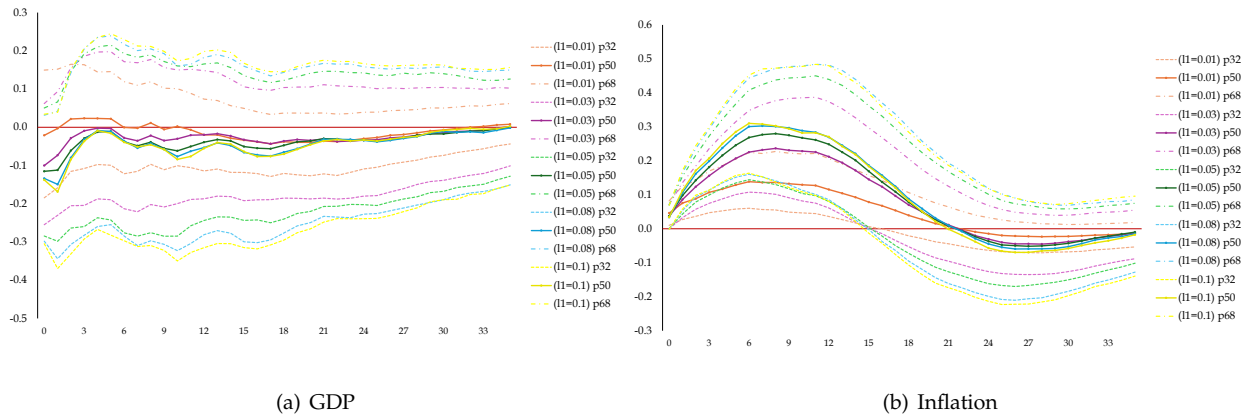 0.3
0.2
0.1
0.0
-0.1
-0.2
-0.3
-0.4
-0.5
0 3 6 9 12 15 18 21 24 27 30 33
(l1=0.01) p32
(l1=0.01) p50
(l1=0.01) p68
(l1=0.03) p32
(l1=0.03) p50
(l1=0.03) p68
(l1=0.05) p32
(l1=0.05) p50
(l1=0.05) p68
(l1=0.08) p32
(l1=0.08) p50
(l1=0.08) p68
(l1=0.1) p32
(l1=0.1) p50
(l1=0.1) p68
(a) GDP
0.6
0.5
0.4
0.3
0.2
0.1
0.0
-0.1
-0.2
-0.3
0 3 6 9 12 15 18 21 24 27 30 33
(l1=0.01) p32
(l1=0.01) p50
(l1=0.01) p68
(l1=0.03) p32
(l1=0.03) p50
(l1=0.03) p68
(l1=0.05) p32
(l1=0.05) p50
(l1=0.05) p68
(l1=0.08) p32
(l1=0.08) p50
(l1=0.08) p68
(l1=0.1) p32
(l1=0.1) p50
(l1=0.1) p68
(b) Inflation